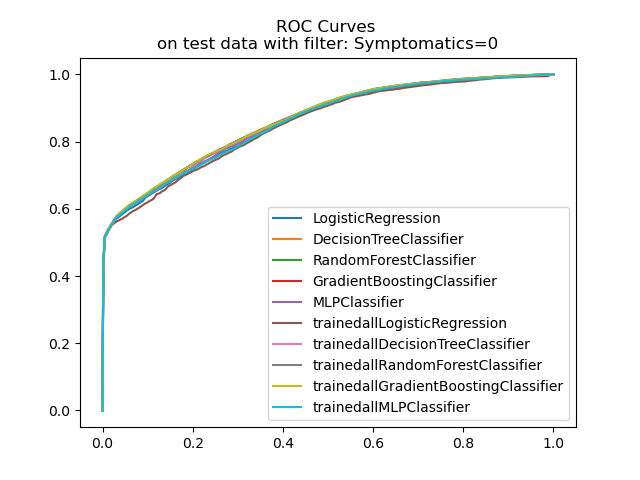 ROC Curves
on test data with filter: Symptomatics=0
1.0
0.8
0.6
0.4
0.2
0.0
LogisticRegression
DecisionTreeClassifier
RandomForestClassifier
GradientBoostingClassifier
MLPClassifier
trainedallLogisticRegression
trainedallDecisionTreeClassifier
trainedallRandomForestClassifier
trainedallGradientBoostingClassifier
trainedallMLPClassifier
0.0 0.2 0.4 0.6 0.8 1.0